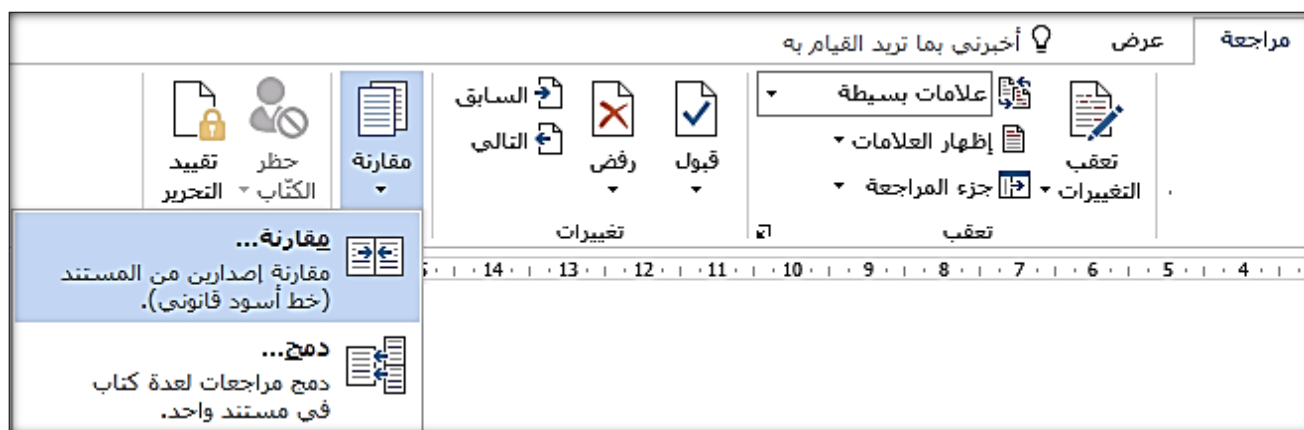 مراجعة عرض أخبرني بما تريد القيام به
تعقب التغييرات
علامات بسيطة
إظهار العلامات
جزء المراجعة
تعقب
قبول
رفض
السابق
التالي
تغييرات
مقارنة
حظر الكتّاب
تقييد التحرير
مقارنة...
مقارنة إصدارين من المستند
(خط أسود قانوني).
دمج...
دمج مراجعات لعدة كتاب
في مستند واحد.
4 5 6 7 8 9 10 11 12 13 14